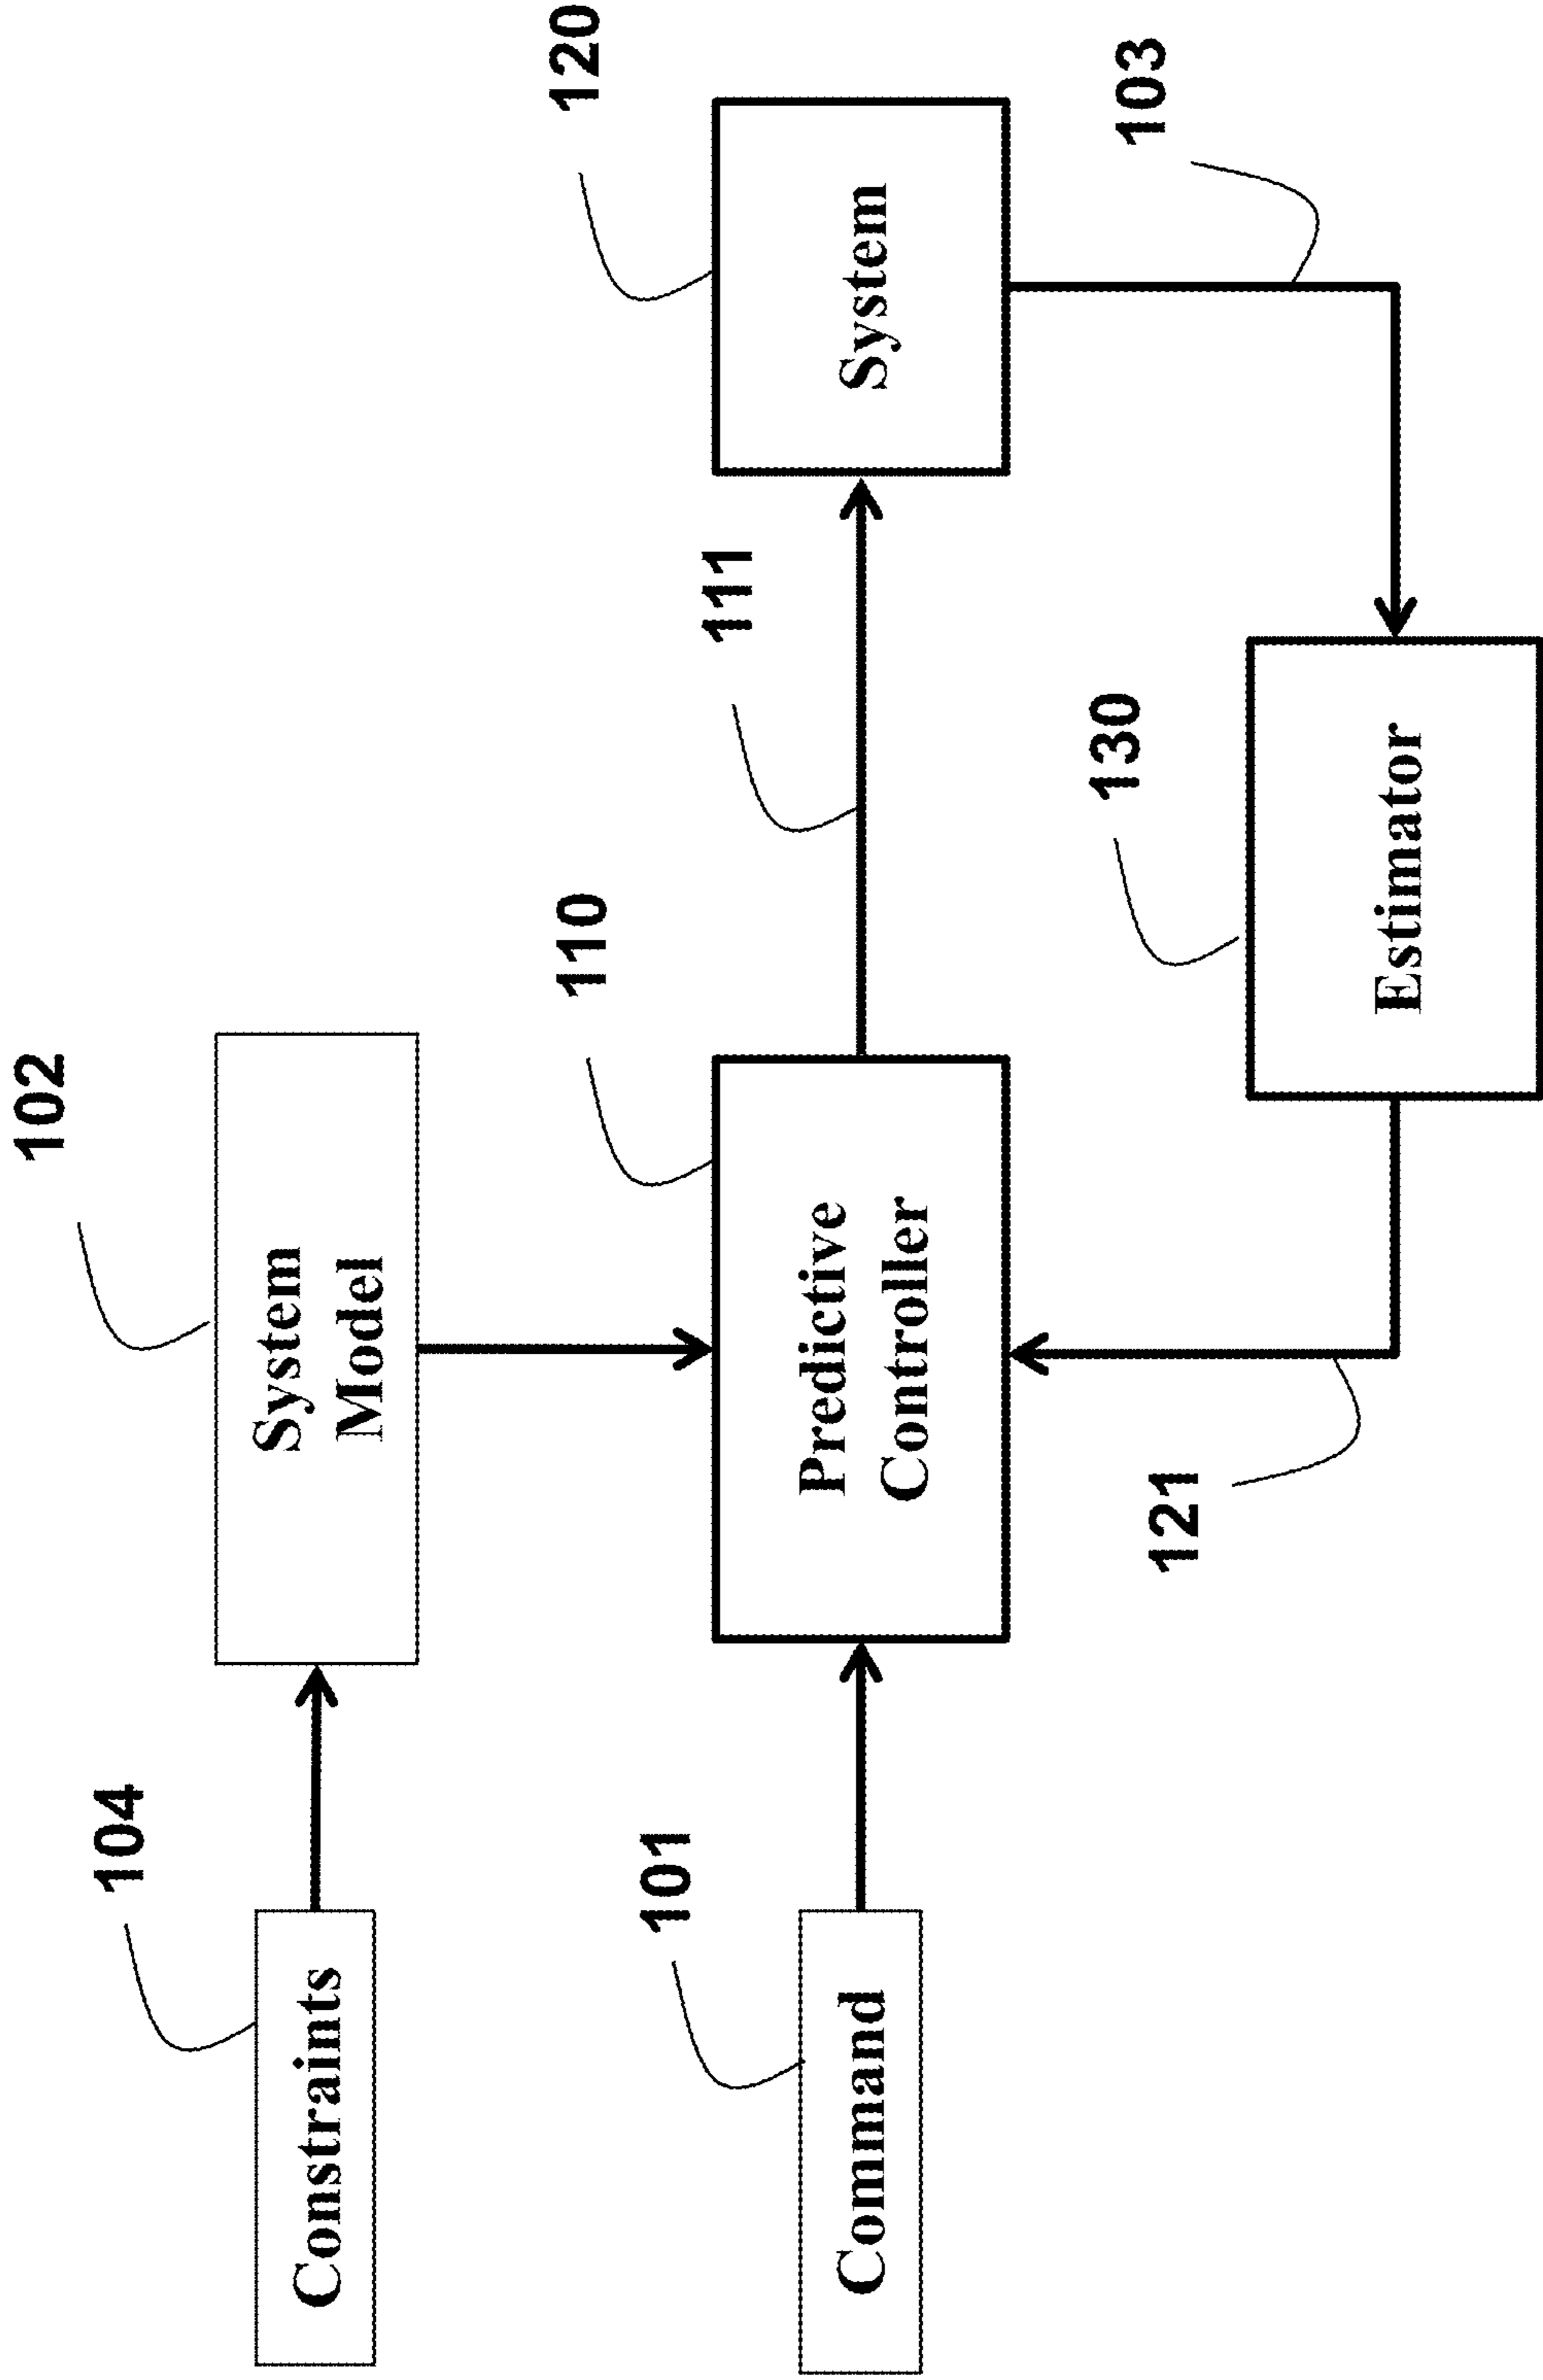 102
104
System
Model
Constraints
110
111
120
101
Predictive
Controller
System
Command
121
130
103
Estimator